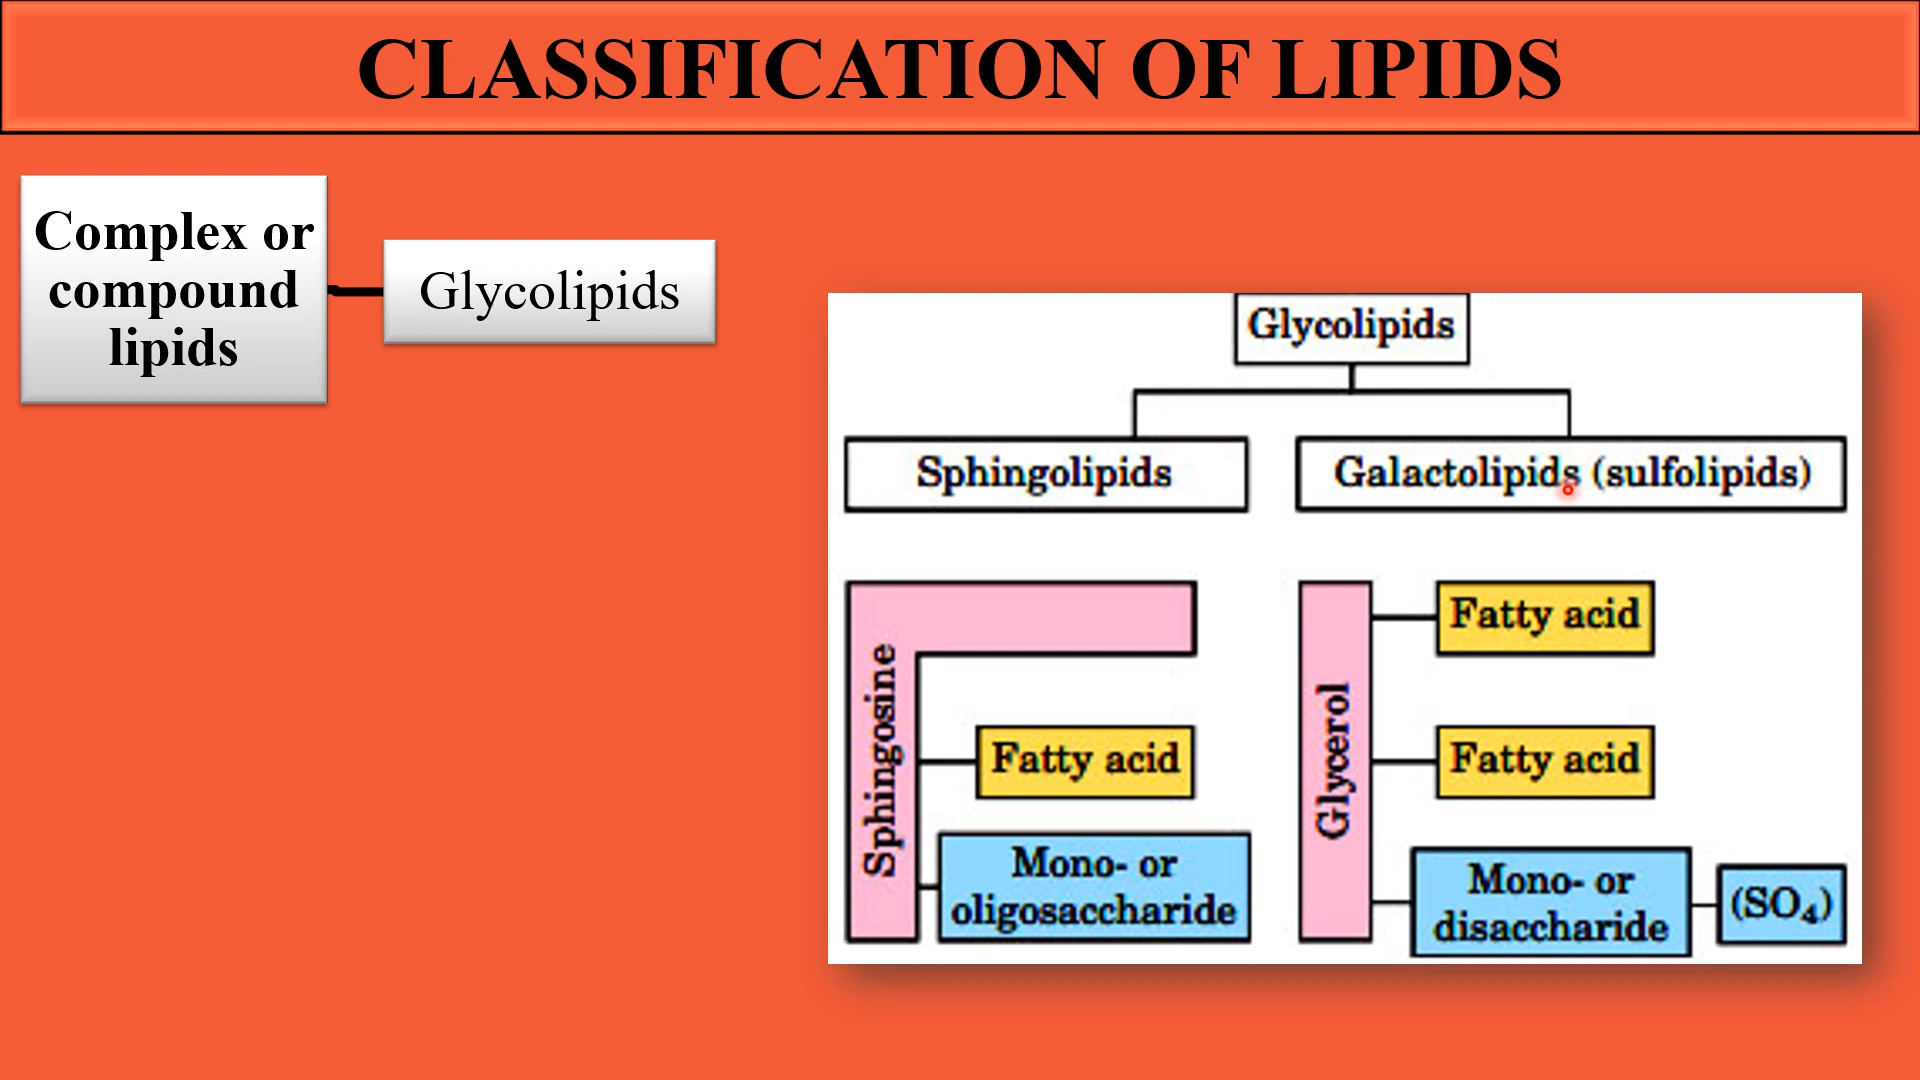 CLASSIFICATION OF LIPIDS
Complex or
compound
lipids
Glycolipids
Glycolipids
Sphingolipids
Galactolipids (sulfolipids)
Sphingosine
Fatty acid
Mono- or
oligosaccharide
Glycerol
Fatty acid
Fatty acid
Mono- or
disaccharide
(SO₄)